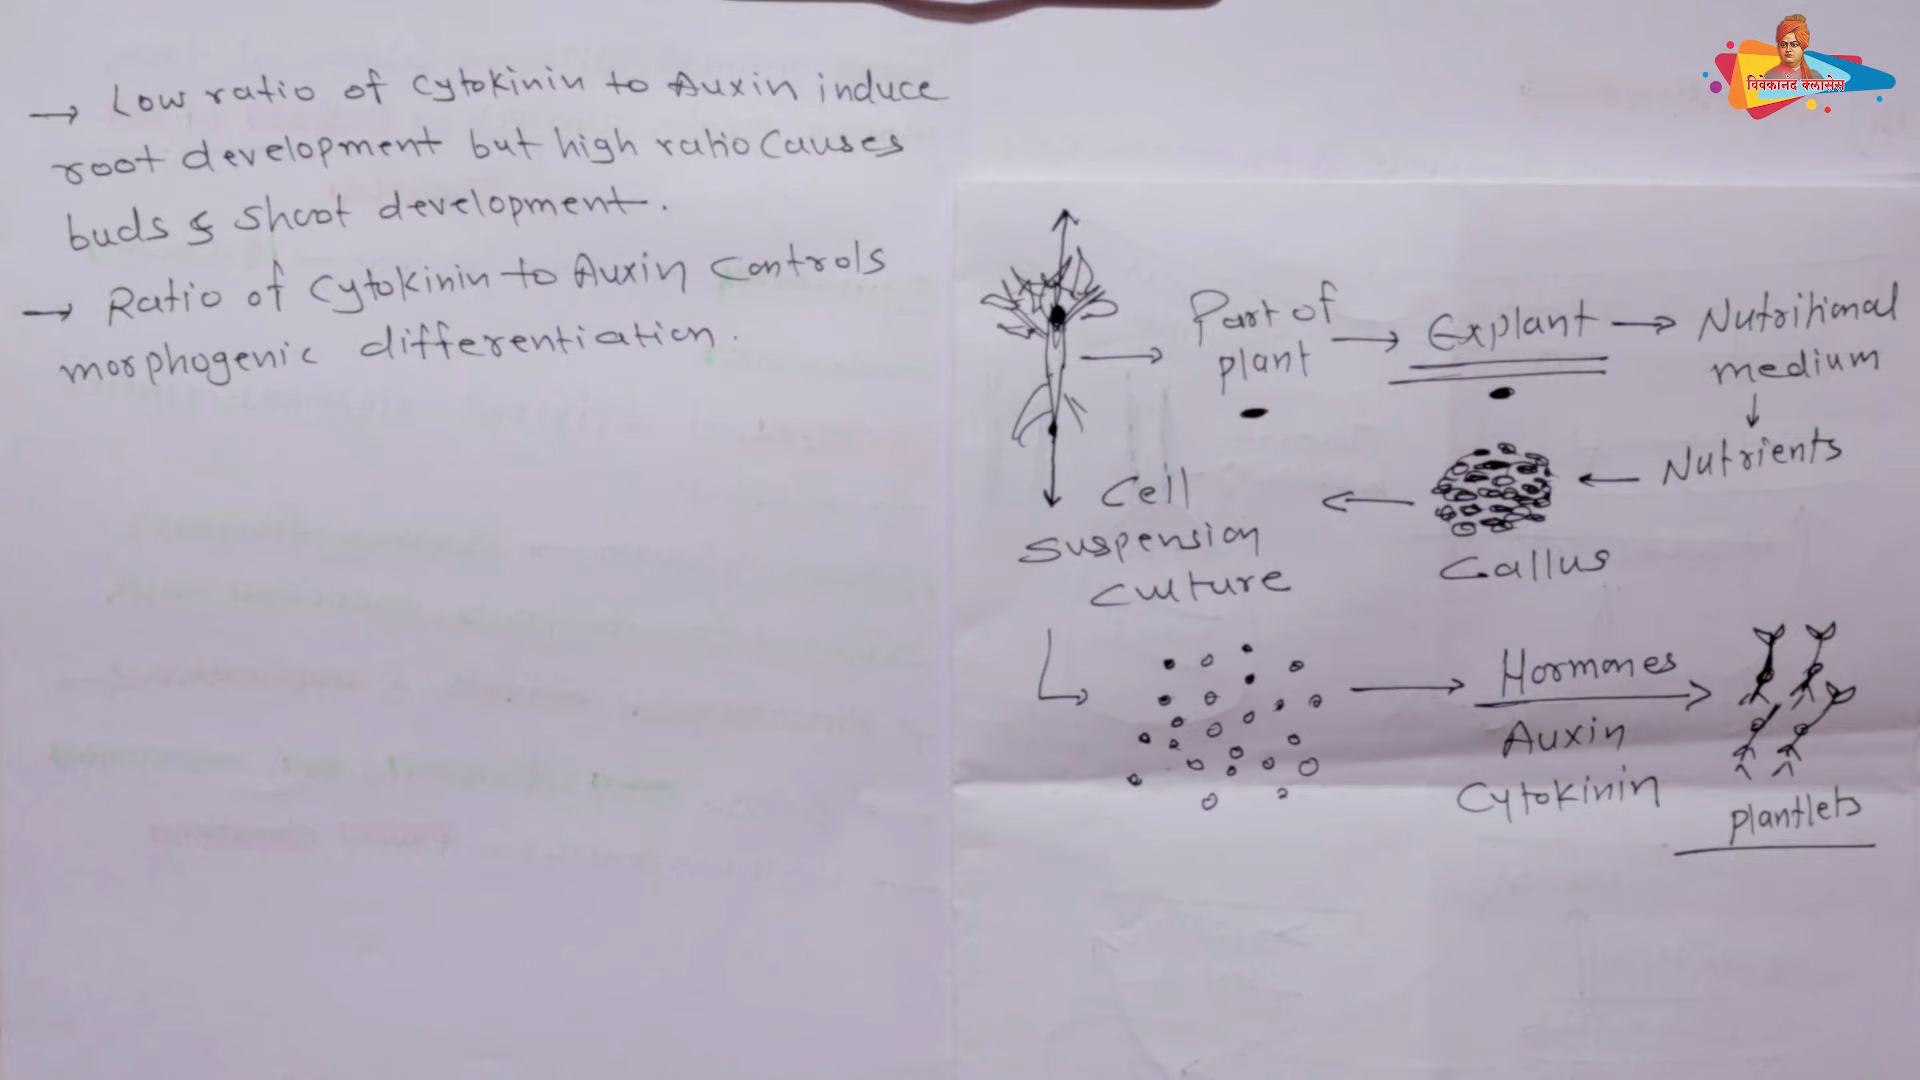 → Low ratio of Cytokinin to Auxin induce
root development but high ratio Causes
buds & shoot development.
→ Ratio of Cytokinin to Auxin Controls
morphogenic differentiation.
विवेकानंद क्लासेस
Part of
plant
→ Explant → Nutritional
medium
Nutrients
Callus
Cell
suspension
culture
Hormones
Auxin
Cytokinin
plantlets